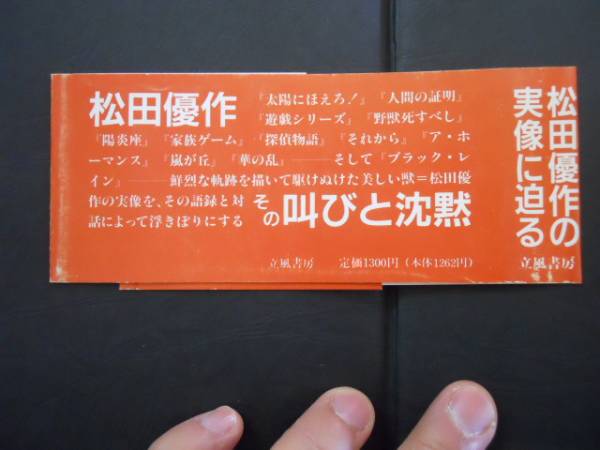 松田優作
『太陽にほえろ!』『人間の証明』
『遊戯シリーズ』『野獣死すべし』
『陽炎座』『家族ゲーム』『探偵物語』『それから』『ア・ホ
ーマンス』『嵐が丘』『華の乱』――そして『ブラック・レ
イン』――鮮烈な軌跡を描いて駆けぬけた美しい獣=松田優
作の実像を、その語録と対
話によって浮きぼりにする
その叫びと沈黙
立風書房 定価1300円(本体1262円)
松田優作の
実像に迫る
立風書房